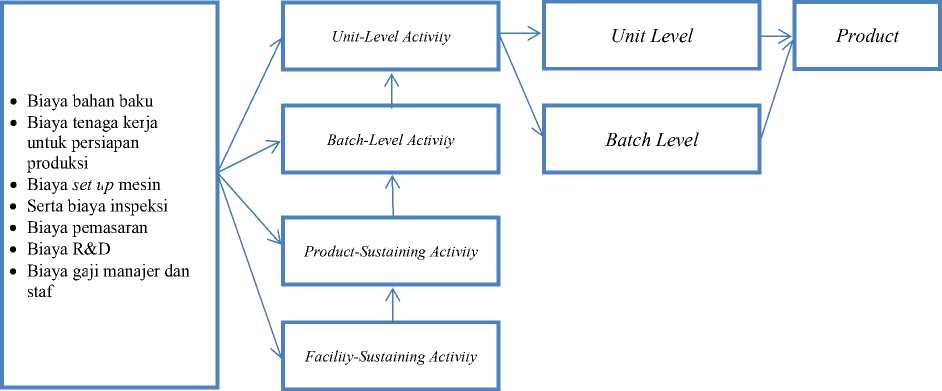 • Biaya bahan baku
• Biaya tenaga kerja
untuk persiapan
produksi
• Biaya set up mesin
• Serta biaya inspeksi
• Biaya pemasaran
• Biaya R&D
• Biaya gaji manajer dan
staf
Unit-Level Activity
Batch-Level Activity
Product-Sustaining Activity
Facility-Sustaining Activity
Unit Level
Batch Level
Product